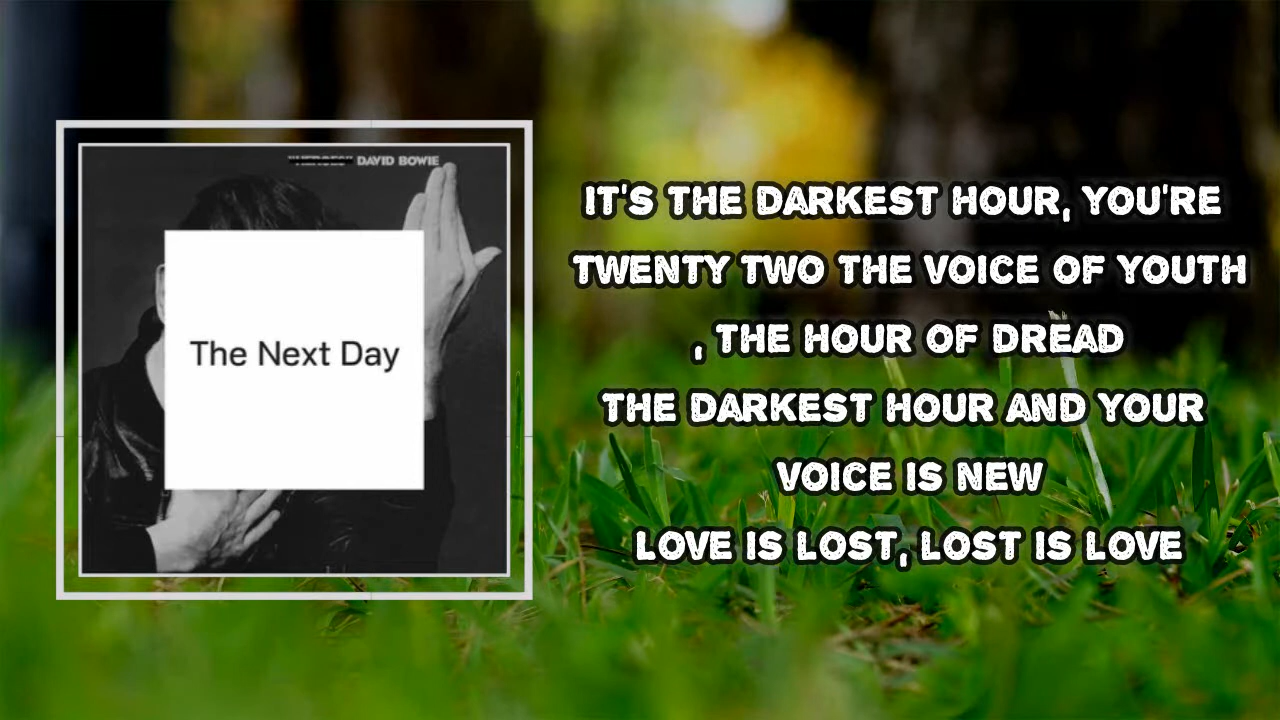 "HEROES" DAVID BOWIE
The Next Day
IT'S THE DARKEST HOUR, YOU'RE
TWENTY TWO THE VOICE OF YOUTH
, THE HOUR OF DREAD
THE DARKEST HOUR AND YOUR
VOICE IS NEW
LOVE IS LOST, LOST IS LOVE